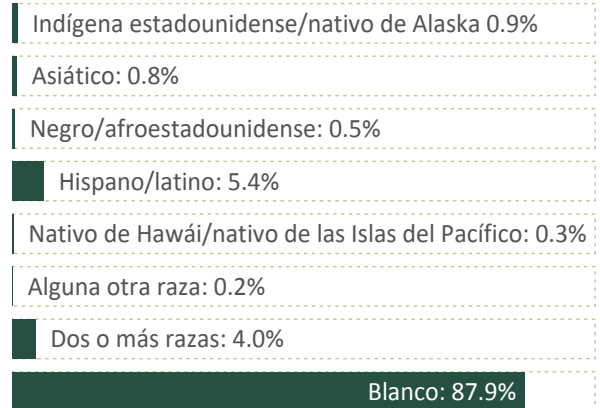 Indígena estadounidense/nativo de Alaska 0.9%
Asiático: 0.8%
Negro/afroestadounidense: 0.5%
Hispano/latino: 5.4%
Nativo de Hawái/nativo de las Islas del Pacífico: 0.3%
Alguna otra raza: 0.2%
Dos o más razas: 4.0%
Blanco: 87.9%